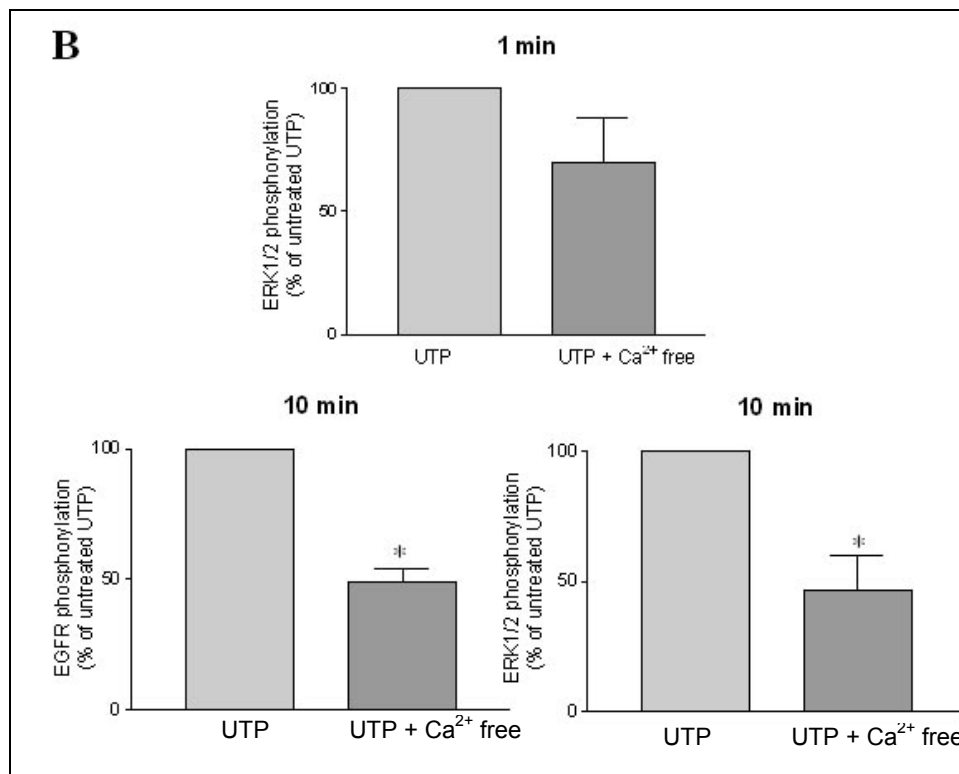 B
1 min
ERK1/2 phosphorylation
(% of untreated UTP)
100
50
0
UTP
UTP + Ca²⁺ free
10 min
EGFR phosphorylation
(% of untreated UTP)
100
50
0
*
UTP
UTP + Ca²⁺ free
10 min
ERK1/2 phosphorylation
(% of untreated UTP)
100
50
0
*
UTP
UTP + Ca²⁺ free